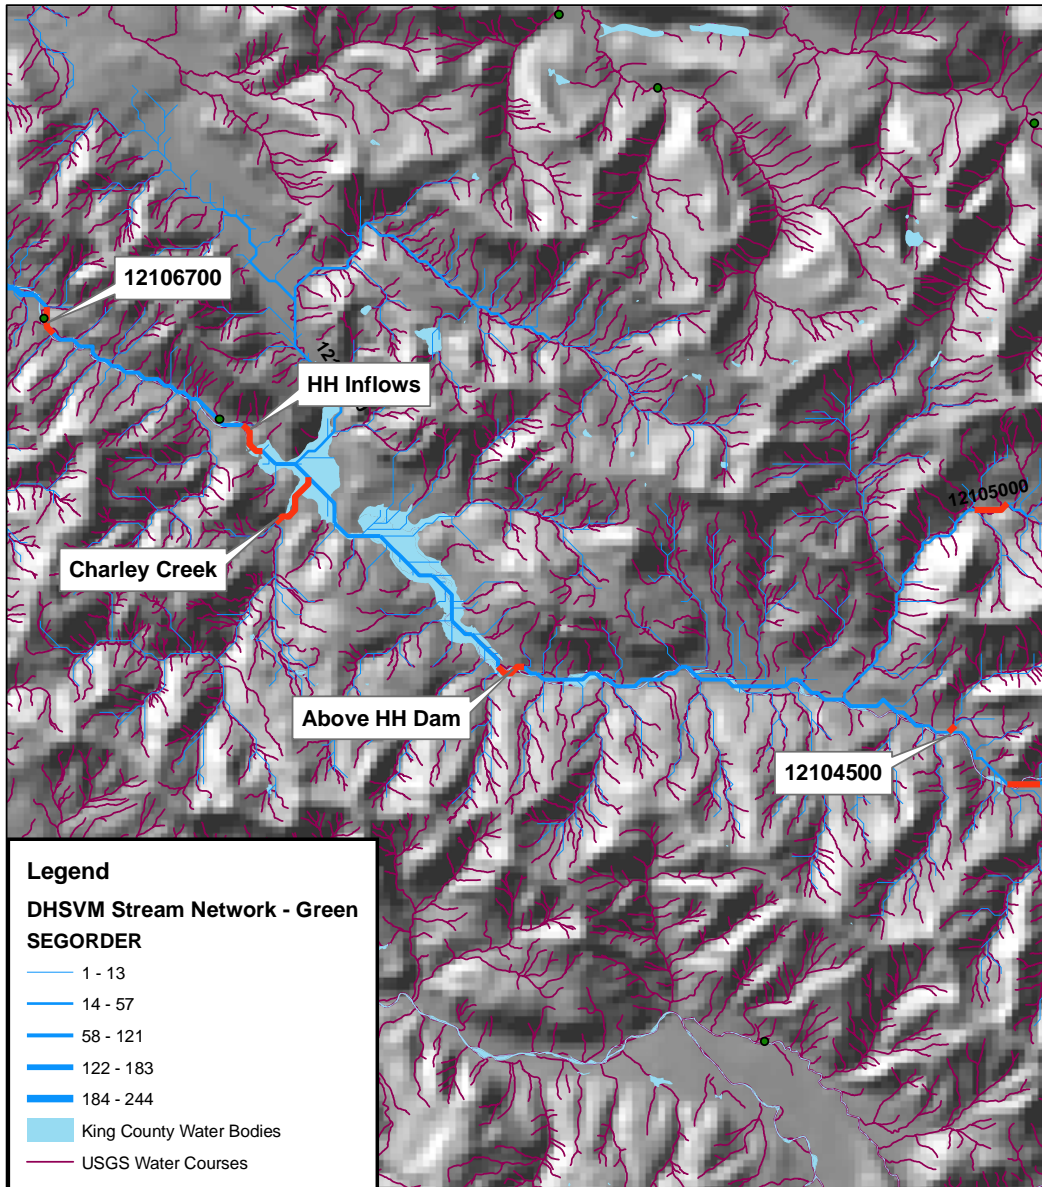 12106700
HH Inflows
12105000
Charley Creek
Above HH Dam
12104500
Legend
DHSVM Stream Network - Green
SEGORDER
1 - 13
14 - 57
58 - 121
122 - 183
184 - 244
King County Water Bodies
USGS Water Courses